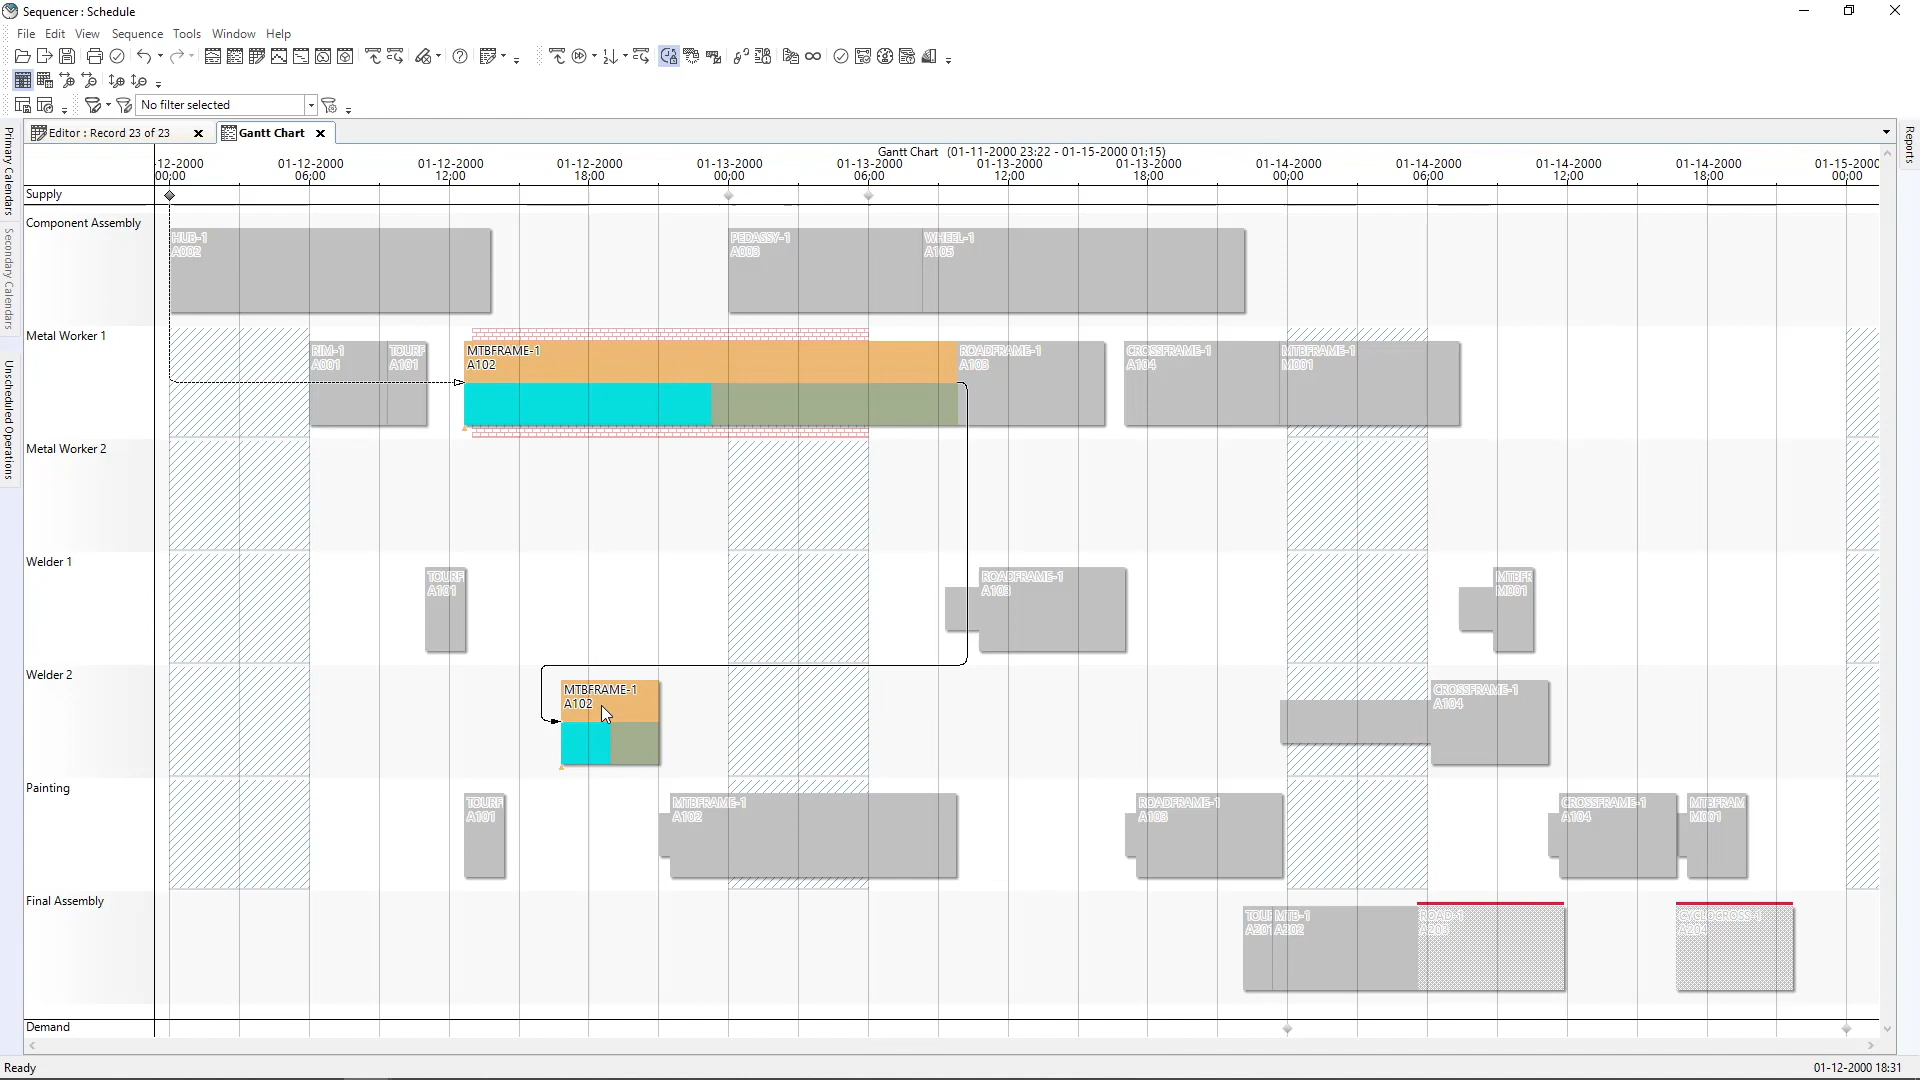 Sequencer : Schedule
File Edit View Sequence Tools Window Help
No filter selected
Editor : Record 23 of 23
Gantt Chart
Primary Calendars
Secondary Calendars
Unscheduled Operations
Reports
Gantt Chart (01-11-2000 23:22 - 01-15-2000 01:15)
-12-2000 01-12-2000 01-12-2000 01-12-2000 01-13-2000 01-13-2000 01-13-2000 01-13-2000 01-14-2000 01-14-2000 01-14-2000 01-14-2000 01-15-2000
00:00 06:00 12:00 18:00 00:00 06:00 12:00 18:00 00:00 06:00 12:00 18:00 00:00
Supply
Component Assembly
HUB-1
A002
PEDASSY-1
A003
WHEEL-1
A105
Metal Worker 1
RIM-1
A001
TOURF
A101
MTBFRAME-1
A102
ROADFRAME-1
A103
CROSSFRAME-1
A104
MTBFRAME-1
M001
Metal Worker 2
Welder 1
TOURF
A101
ROADFRAME-1
A103
MTBFR
M001
Welder 2
MTBFRAME-1
A102
CROSSFRAME-1
A104
Painting
TOURF
A101
MTBFRAME-1
A102
ROADFRAME-1
A103
CROSSFRAME-1
A104
MTBFRAM
M001
Final Assembly
TOUR
A201
MTB-1
A202
ROAD-1
A203
CYCLOCROSS-1
A204
Demand
Ready
01-12-2000 18:31